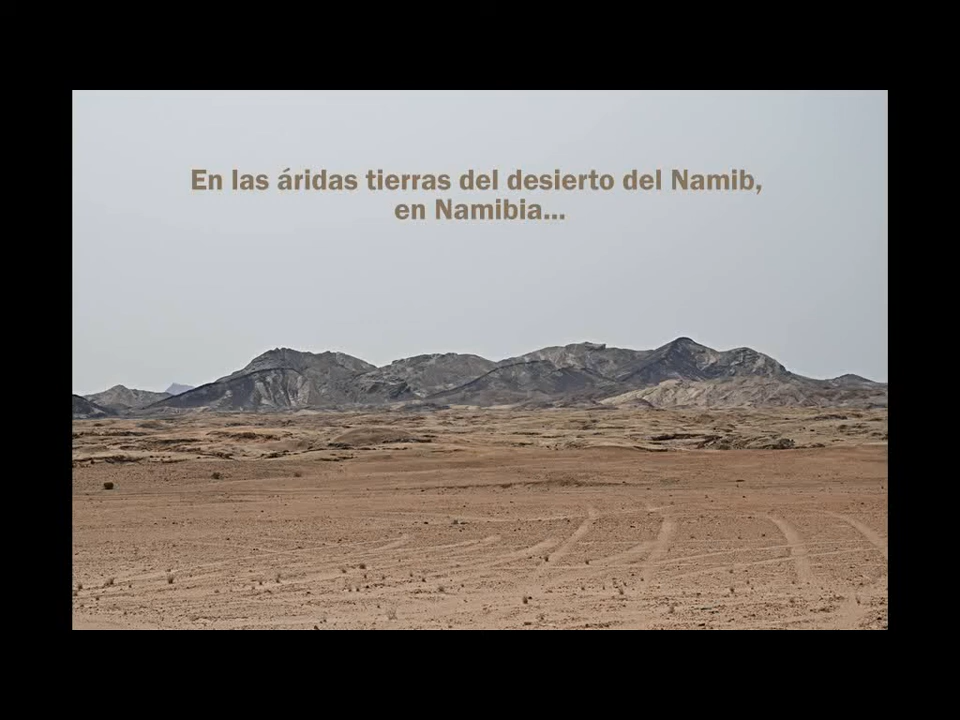 En las áridas tierras del desierto del Namib,
en Namibia...